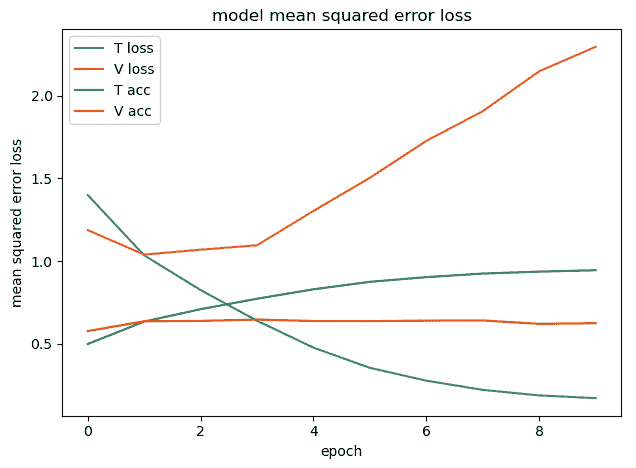 model mean squared error loss
T loss
V loss
T acc
V acc
mean squared error loss
2.0
1.5
1.0
0.5
0 2 4 6 8
epoch